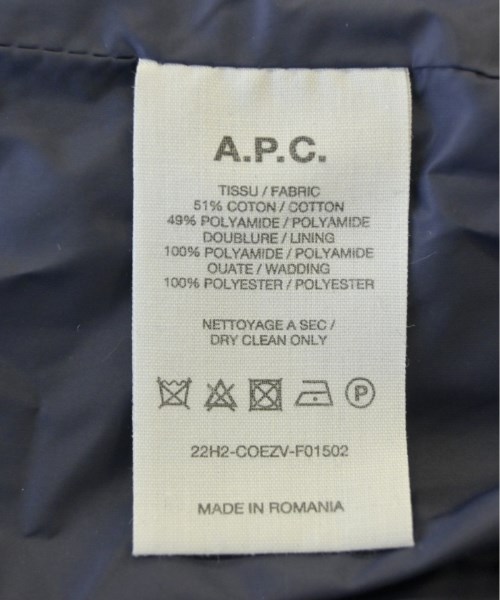 A.P.C.
TISSU / FABRIC
51% COTON / COTTON
49% POLYAMIDE / POLYAMIDE
DOUBLURE / LINING
100% POLYAMIDE / POLYAMIDE
OUATE / WADDING
100% POLYESTER / POLYESTER
NETTOYAGE A SEC /
DRY CLEAN ONLY
P
22H2-COEZV-F01502
MADE IN ROMANIA